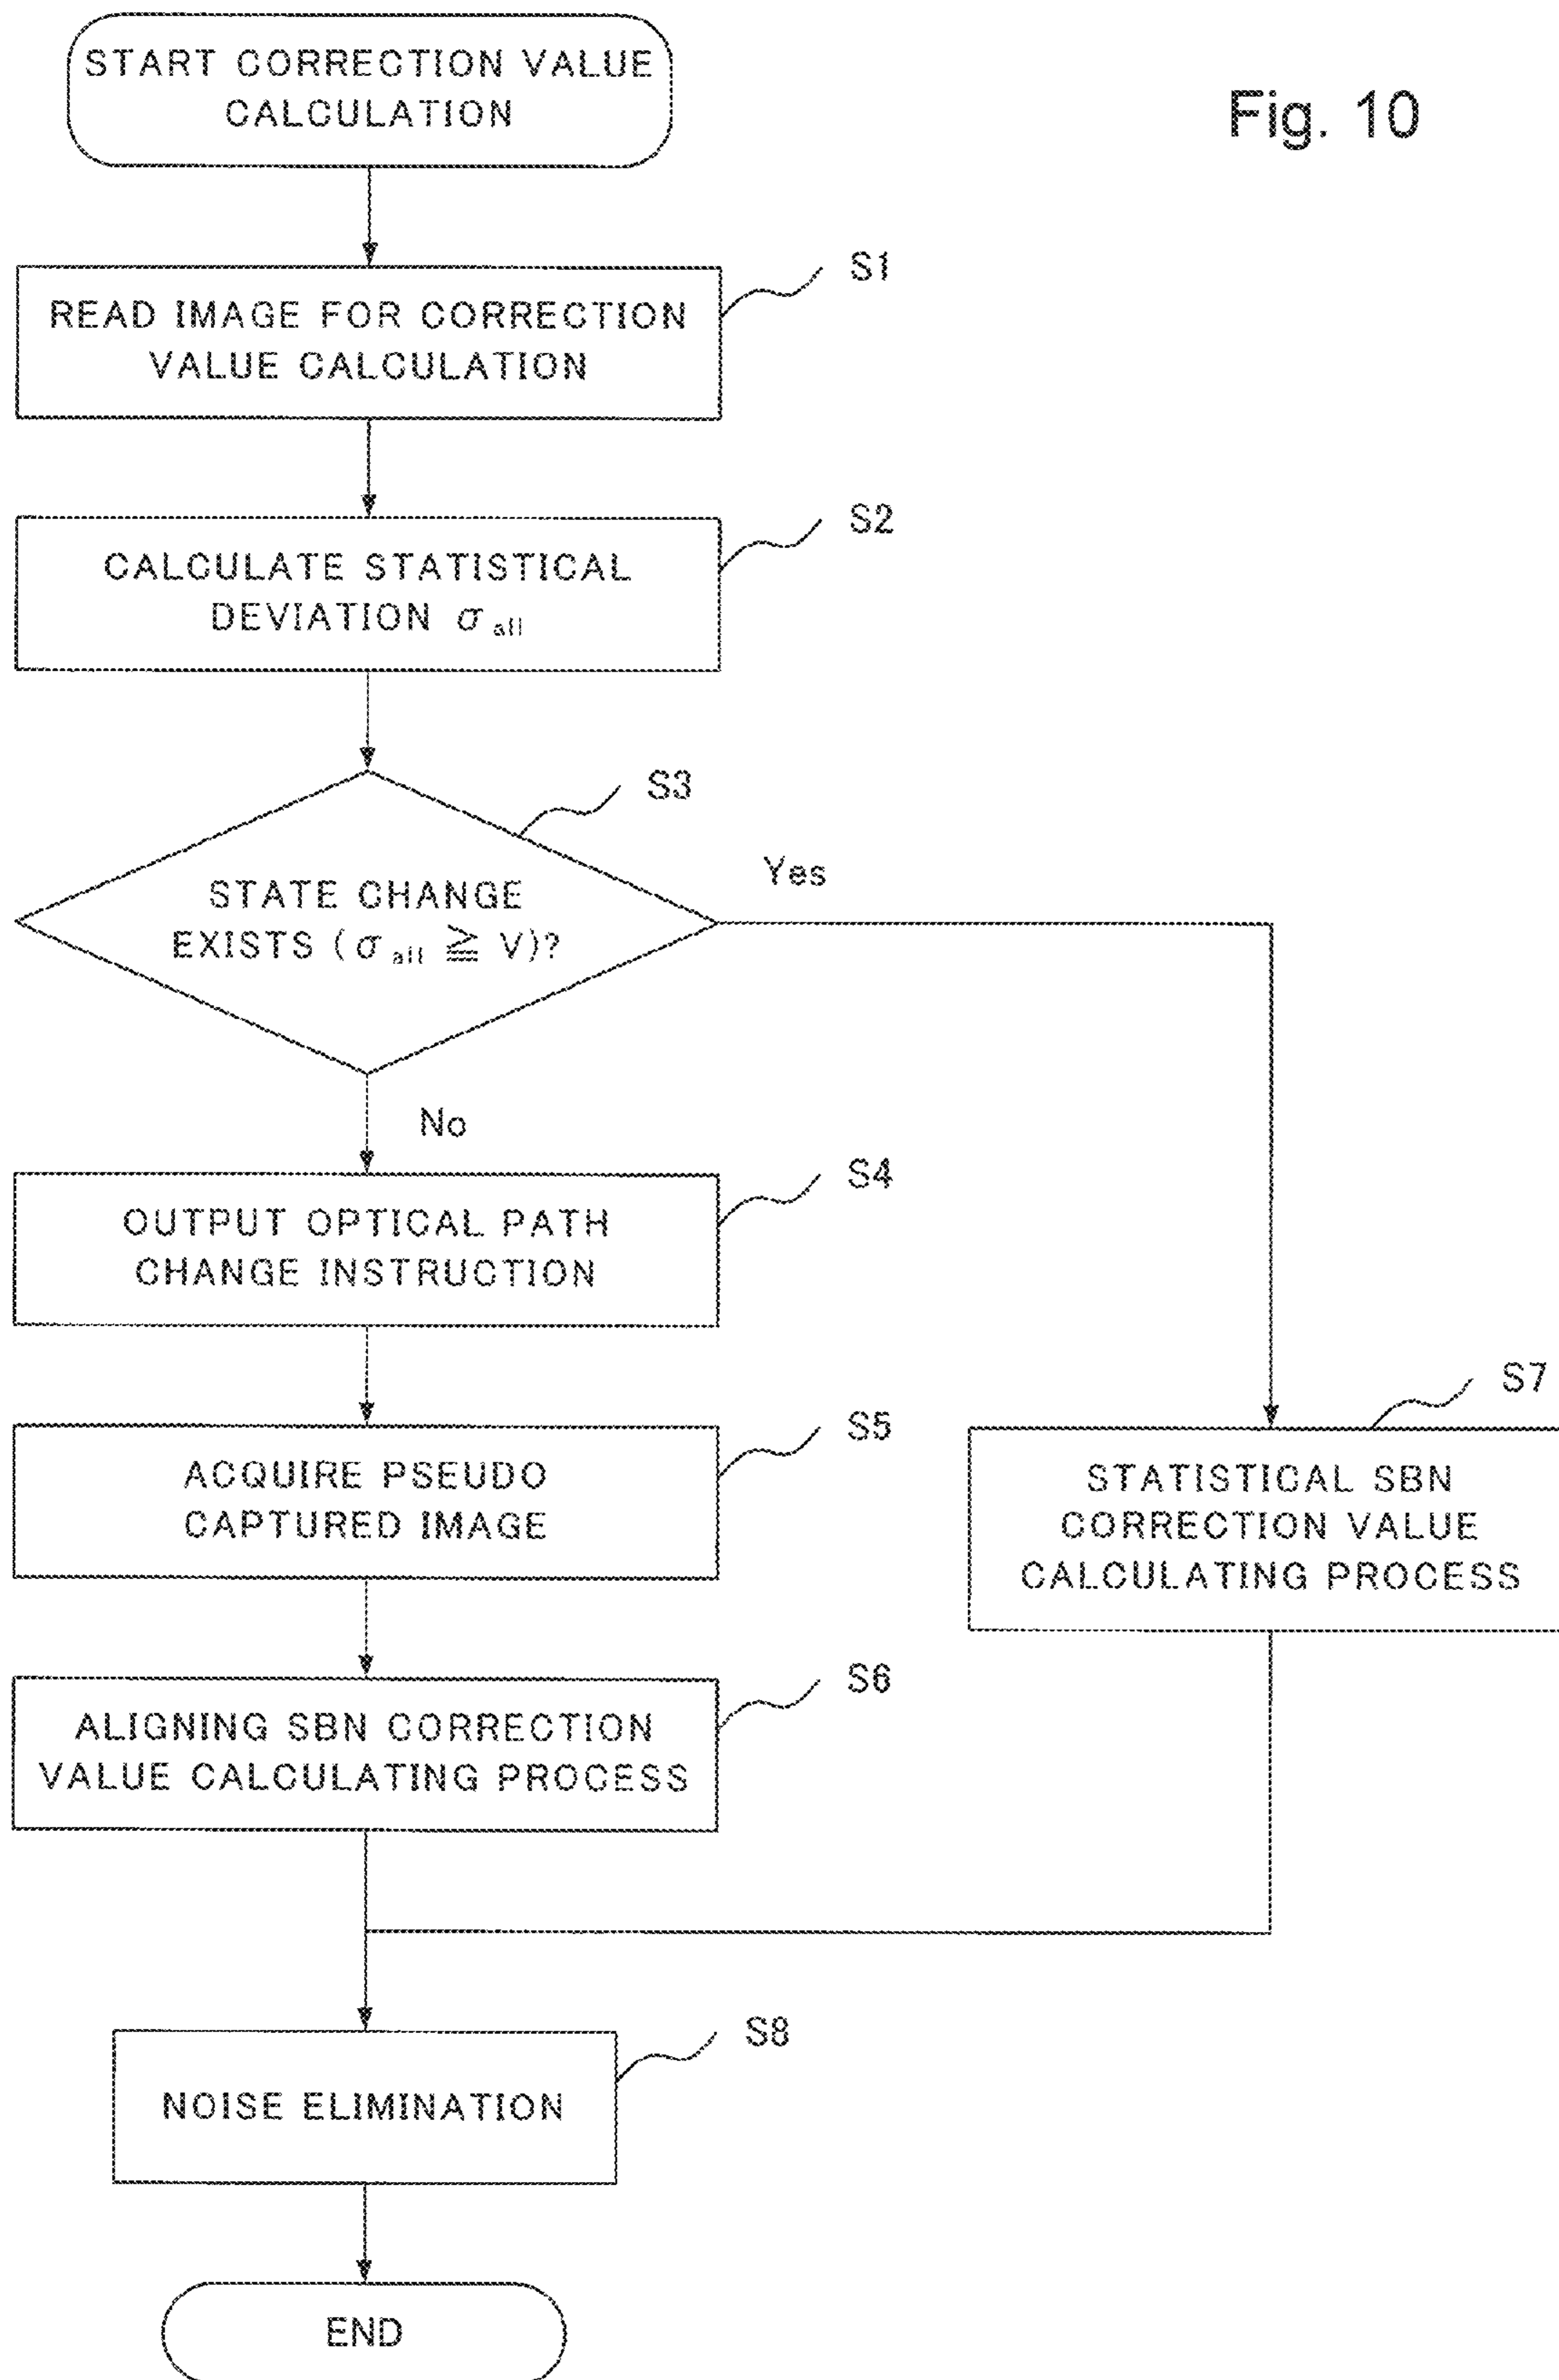 START CORRECTION VALUE
CALCULATION
Fig. 10
S1
READ IMAGE FOR CORRECTION
VALUE CALCULATION
S2
CALCULATE STATISTICAL
DEVIATION σall
S3
STATE CHANGE
EXISTS (σall ≧ V)?
Yes
No
S4
OUTPUT OPTICAL PATH
CHANGE INSTRUCTION
S5
ACQUIRE PSEUDO
CAPTURED IMAGE
S7
STATISTICAL SBN
CORRECTION VALUE
CALCULATING PROCESS
S6
ALIGNING SBN CORRECTION
VALUE CALCULATING PROCESS
S8
NOISE ELIMINATION
END